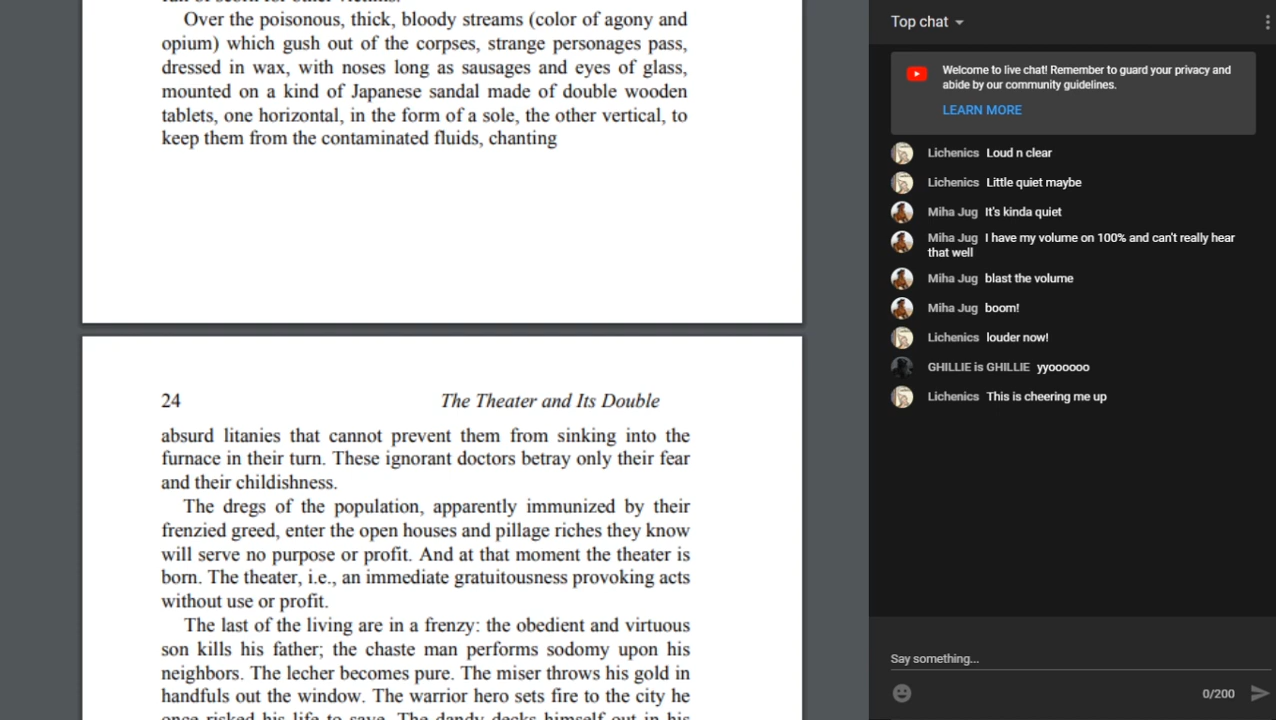 Over the poisonous, thick, bloody streams (color of agony and
opium) which gush out of the corpses, strange personages pass,
dressed in wax, with noses long as sausages and eyes of glass,
mounted on a kind of Japanese sandal made of double wooden
tablets, one horizontal, in the form of a sole, the other vertical, to
keep them from the contaminated fluids, chanting
24 The Theater and Its Double
absurd litanies that cannot prevent them from sinking into the
furnace in their turn. These ignorant doctors betray only their fear
and their childishness.
The dregs of the population, apparently immunized by their
frenzied greed, enter the open houses and pillage riches they know
will serve no purpose or profit. And at that moment the theater is
born. The theater, i.e., an immediate gratuitousness provoking acts
without use or profit.
The last of the living are in a frenzy: the obedient and virtuous
son kills his father; the chaste man performs sodomy upon his
neighbors. The lecher becomes pure. The miser throws his gold in
handfuls out the window. The warrior hero sets fire to the city he
once risked his life to save. The dandy decks himself out in his
Top chat
Welcome to live chat! Remember to guard your privacy and
abide by our community guidelines.
LEARN MORE
Lichenics Loud n clear
Lichenics Little quiet maybe
Miha Jug It's kinda quiet
Miha Jug I have my volume on 100% and can't really hear
that well
Miha Jug blast the volume
Miha Jug boom!
Lichenics louder now!
GHILLIE is GHILLIE yyoooooo
Lichenics This is cheering me up
Say something...
0/200